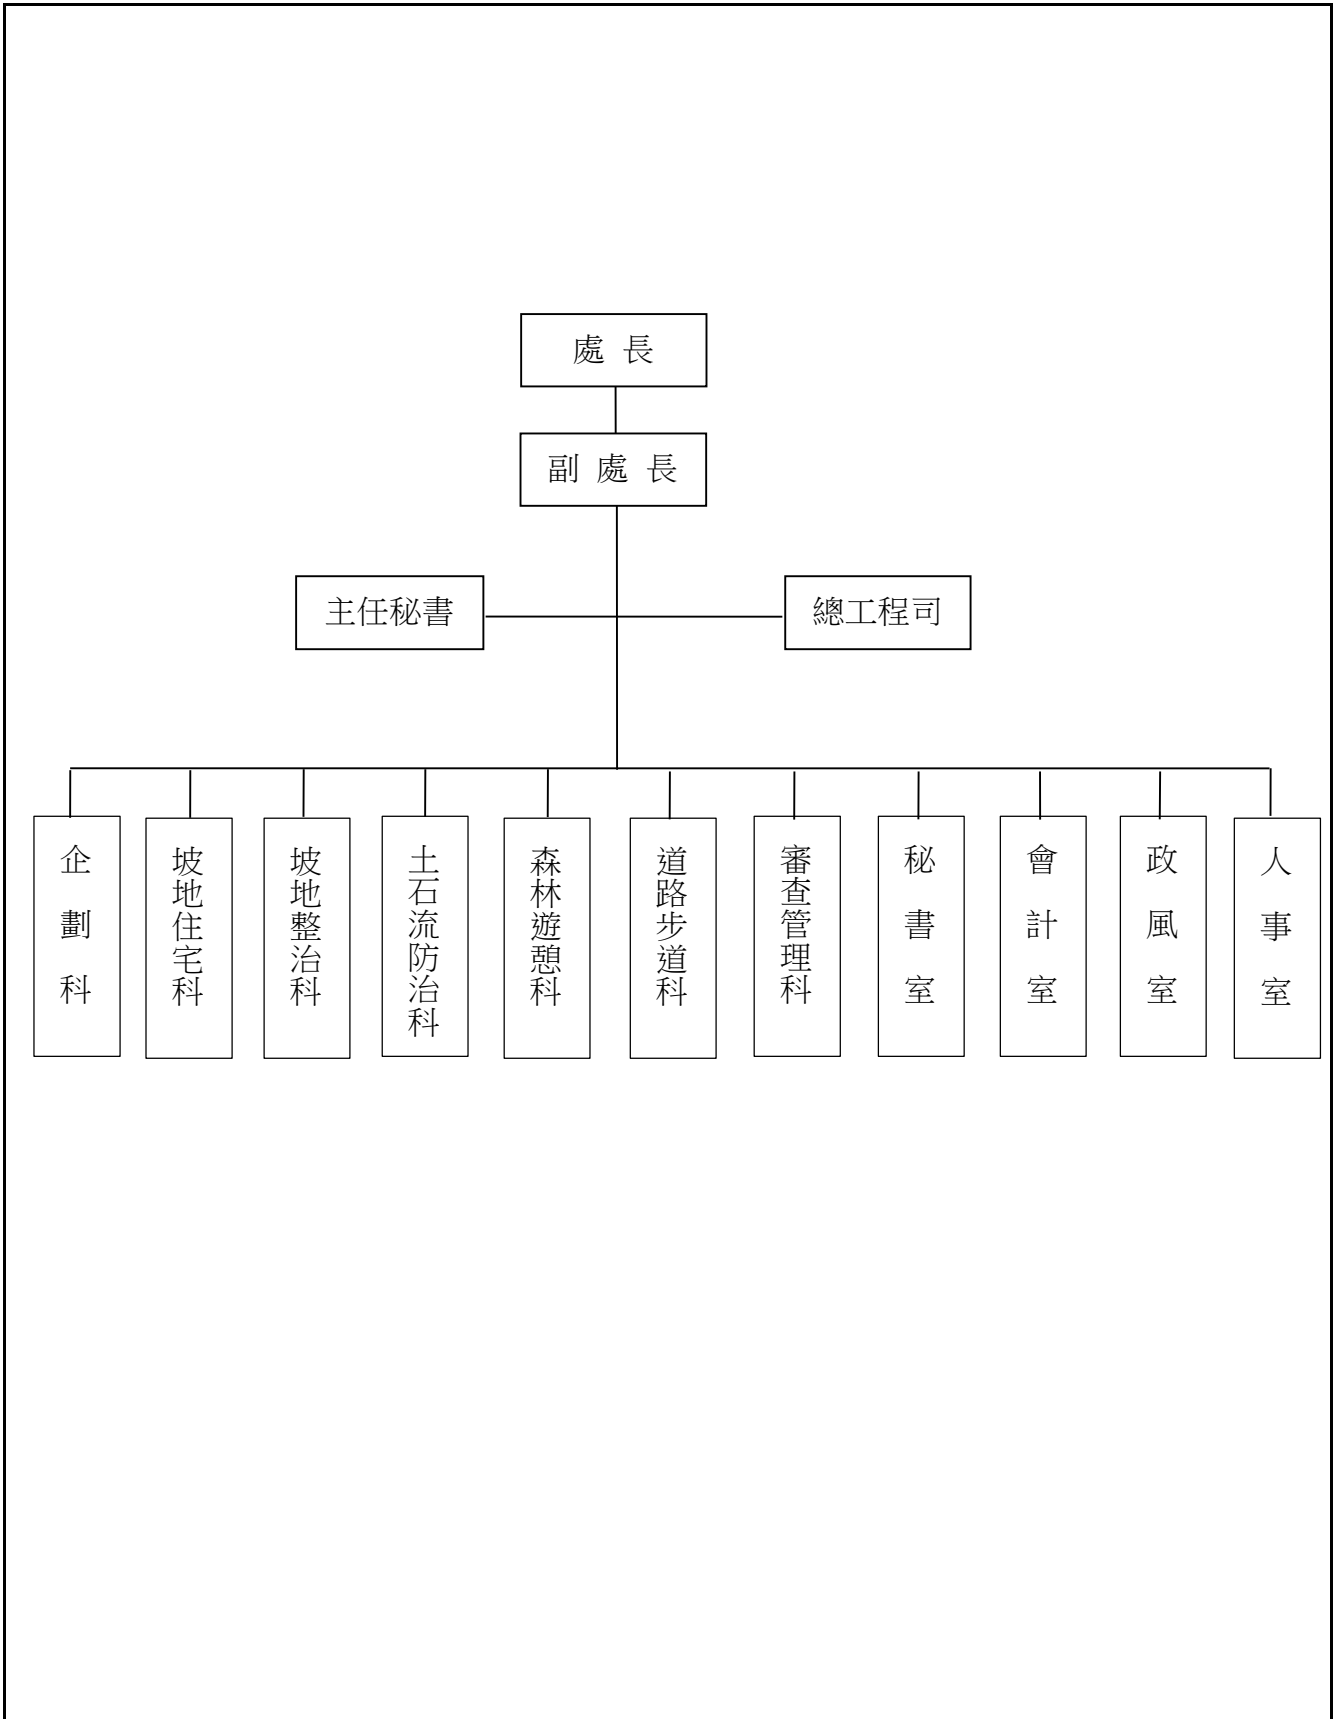 處 長
副 處 長
主任秘書
總工程司
企劃科
坡地住宅科
坡地整治科
土石流防治科
森林遊憩科
道路步道科
審查管理科
秘書室
會計室
政風室
人事室